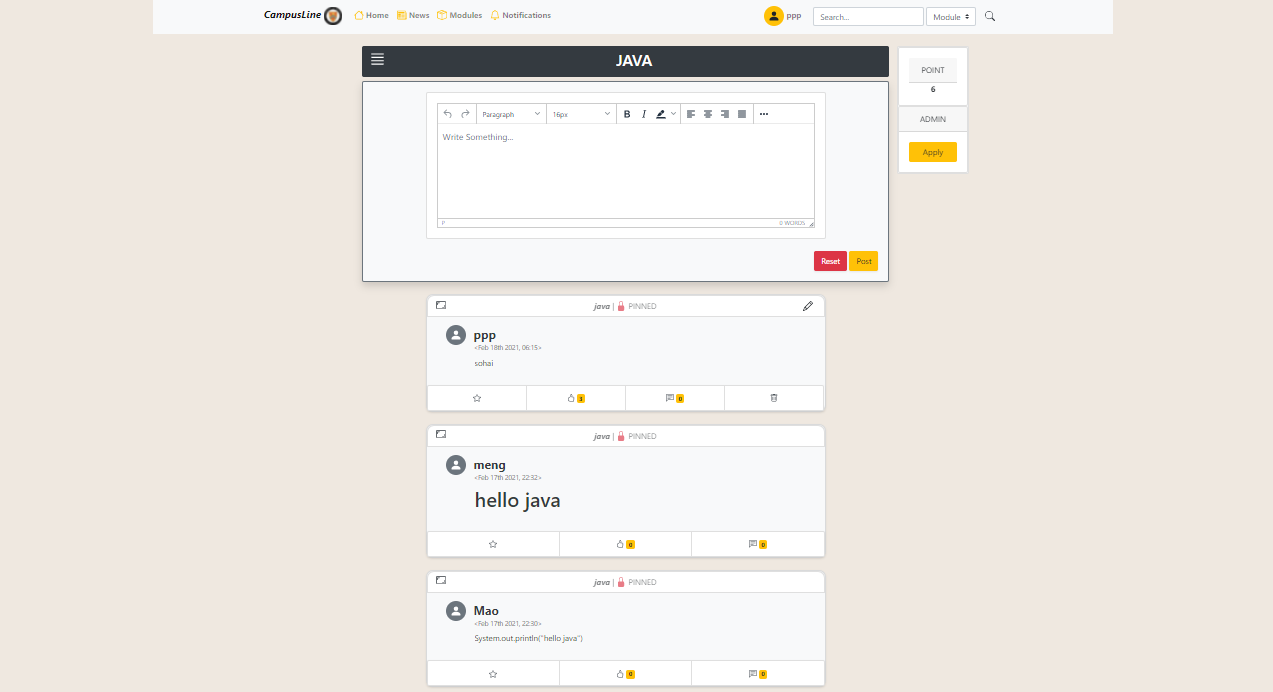 CampusLine Home News Modules Notifications ppp Search... Module
JAVA
POINT
6
ADMIN
Apply
Paragraph 16px B I
Write Something...
P 0 WORDS
Reset Post
java | PINNED
ppp
<Feb 18th 2021, 06:15>
sohai
3 0
java | PINNED
meng
<Feb 17th 2021, 22:32>
hello java
0 0
java | PINNED
Mao
<Feb 17th 2021, 22:30>
System.out.println("hello java")
0 0